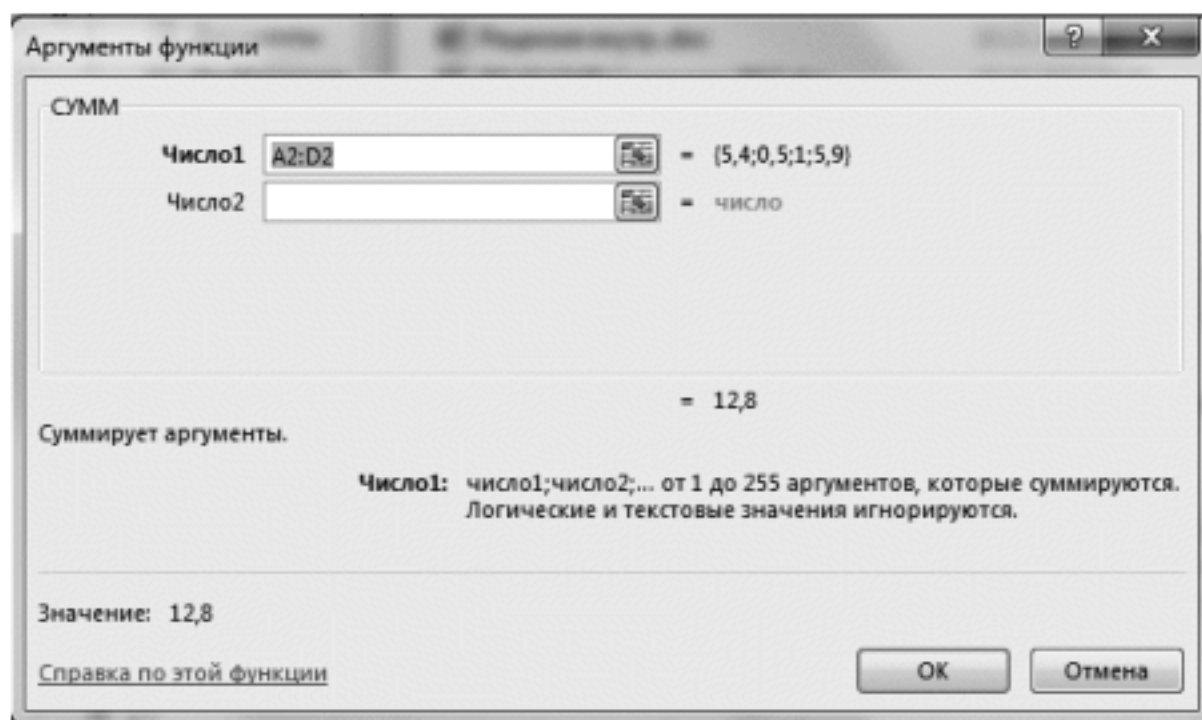 Аргументы функции
СУММ
Число1 A2:D2 = {5,4;0,5;1;5,9}
Число2 = число
= 12,8
Суммирует аргументы.
Число1: число1;число2;... от 1 до 255 аргументов, которые суммируются.
Логические и текстовые значения игнорируются.
Значение: 12,8
Справка по этой функции
ОК
Отмена